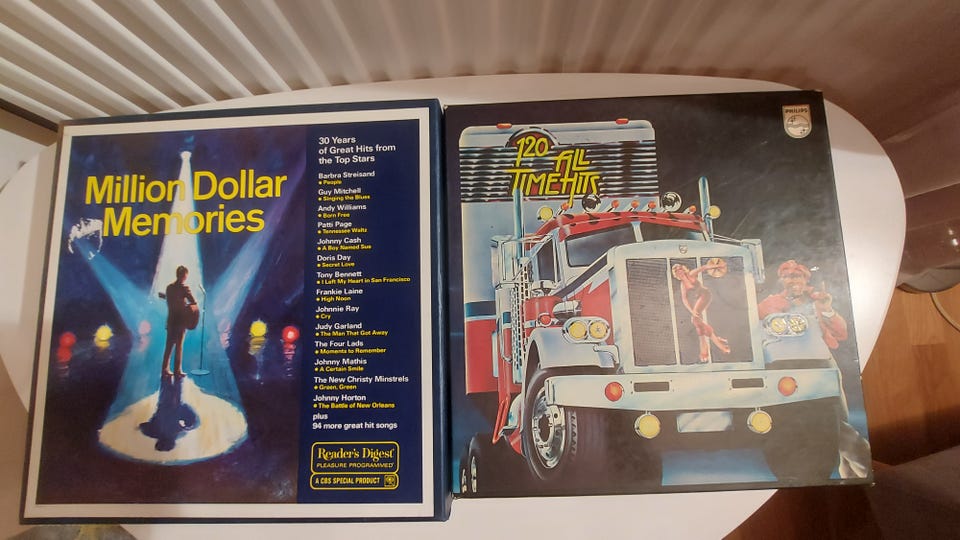 Million Dollar
Memories
30 Years
of Great Hits from
the Top Stars
Barbra Streisand
• People
Guy Mitchell
• Singing the Blues
Andy Williams
• Born Free
Patti Page
• Tennessee Waltz
Johnny Cash
• A Boy Named Sue
Doris Day
• Secret Love
Tony Bennett
• I Left My Heart in San Francisco
Frankie Laine
• High Noon
Johnnie Ray
• Cry
Judy Garland
• The Man That Got Away
The Four Lads
• Moments to Remember
Johnny Mathis
• A Certain Smile
The New Christy Minstrels
• Green, Green
Johnny Horton
• The Battle of New Orleans
plus
94 more great hit songs
Reader's Digest
PLEASURE PROGRAMMED
A CBS SPECIAL PRODUCT
PHILIPS
120 ALL
TIME HITS